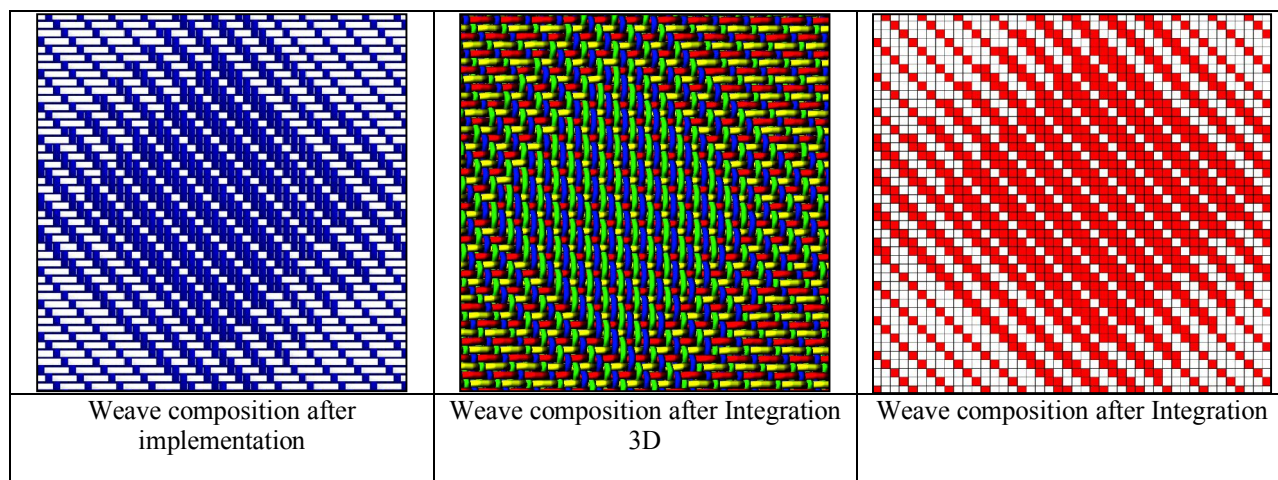 Weave composition after
implementation
Weave composition after Integration
3D
Weave composition after Integration